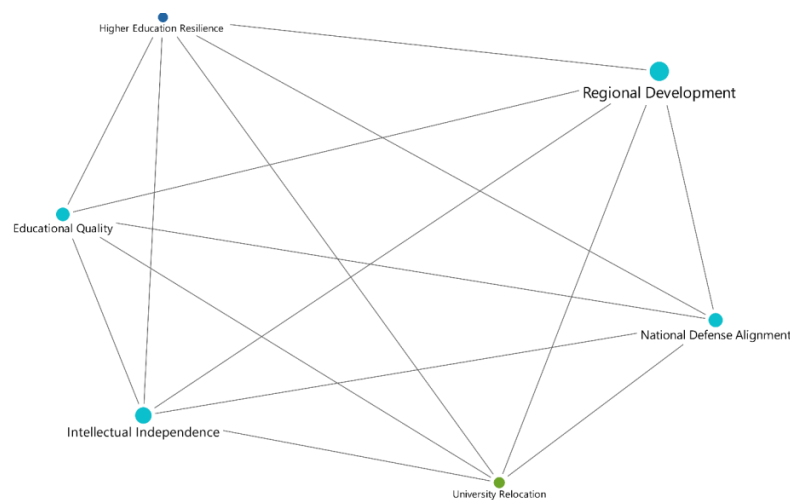 Higher Education Resilience
Regional Development
Educational Quality
National Defense Alignment
Intellectual Independence
University Relocation